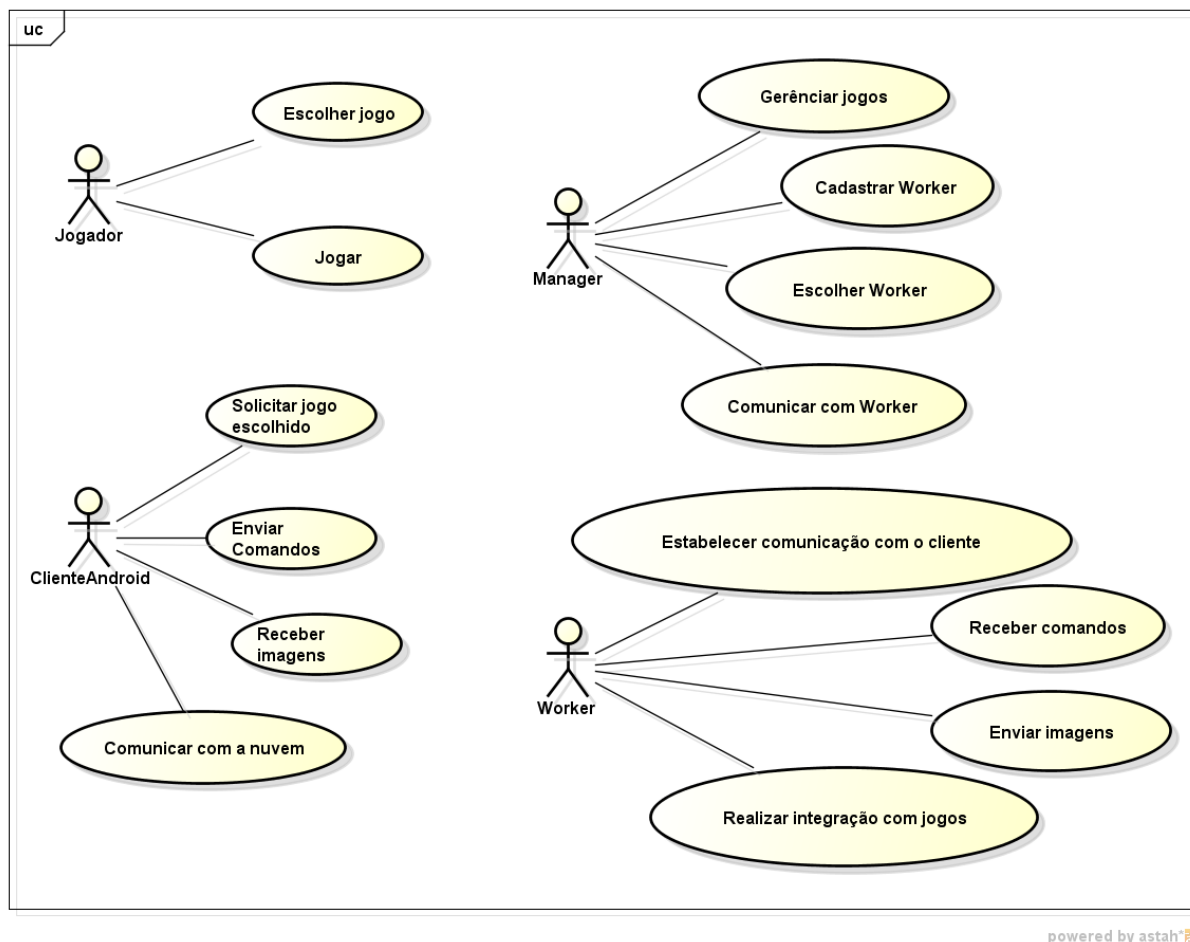 uc
Escolher jogo
Jogador
Jogar
Gerênciar jogos
Cadastrar Worker
Manager
Escolher Worker
Comunicar com Worker
Solicitar jogo
escolhido
Enviar
Comandos
ClienteAndroid
Receber
imagens
Comunicar com a nuvem
Estabelecer comunicação com o cliente
Receber comandos
Worker
Enviar imagens
Realizar integração com jogos
powered by astah*